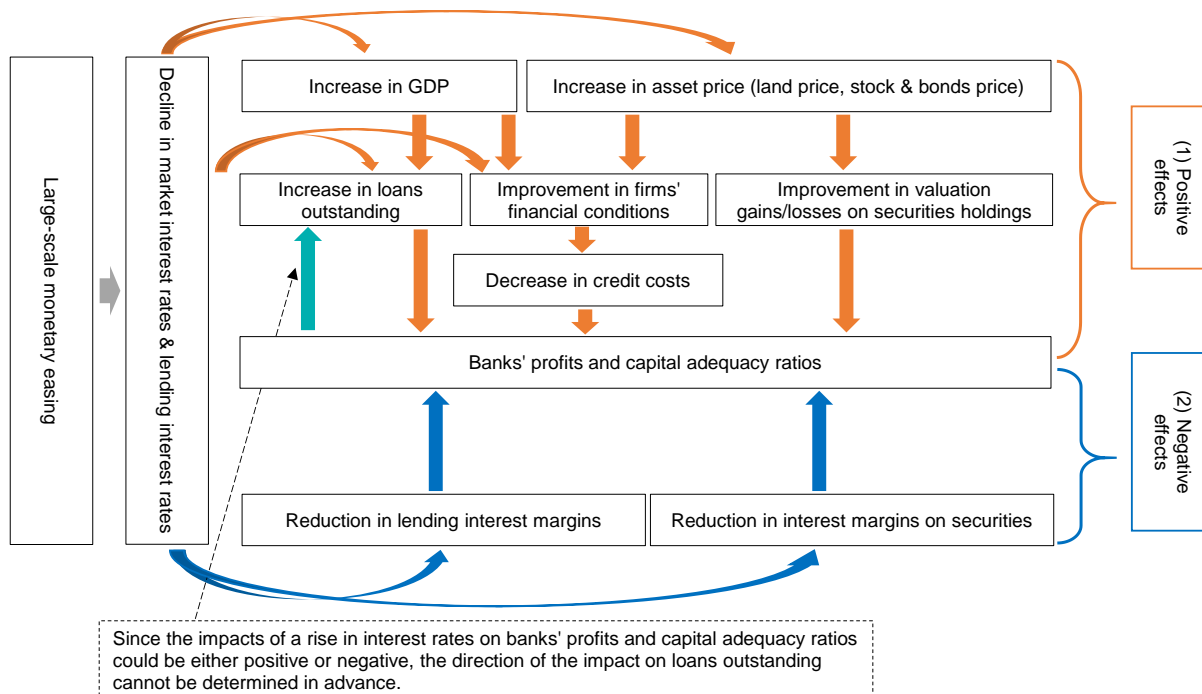 Large-scale monetary
easing
Decline in market interest rates & lending interest rates
Increase in GDP
Increase in asset price (land price, stock & bonds price)
Increase in loans
outstanding
Improvement in firms'
financial conditions
Improvement in valuation
gains/losses on securities holdings
Decrease in credit costs
Banks' profits and capital adequacy ratios
Reduction in lending interest margins
Reduction in interest margins on securities
(1) Positive
effects
(2) Negative
effects
Since the impacts of a rise in interest rates on banks' profits and capital adequacy ratios
could be either positive or negative, the direction of the impact on loans outstanding
cannot be determined in advance.